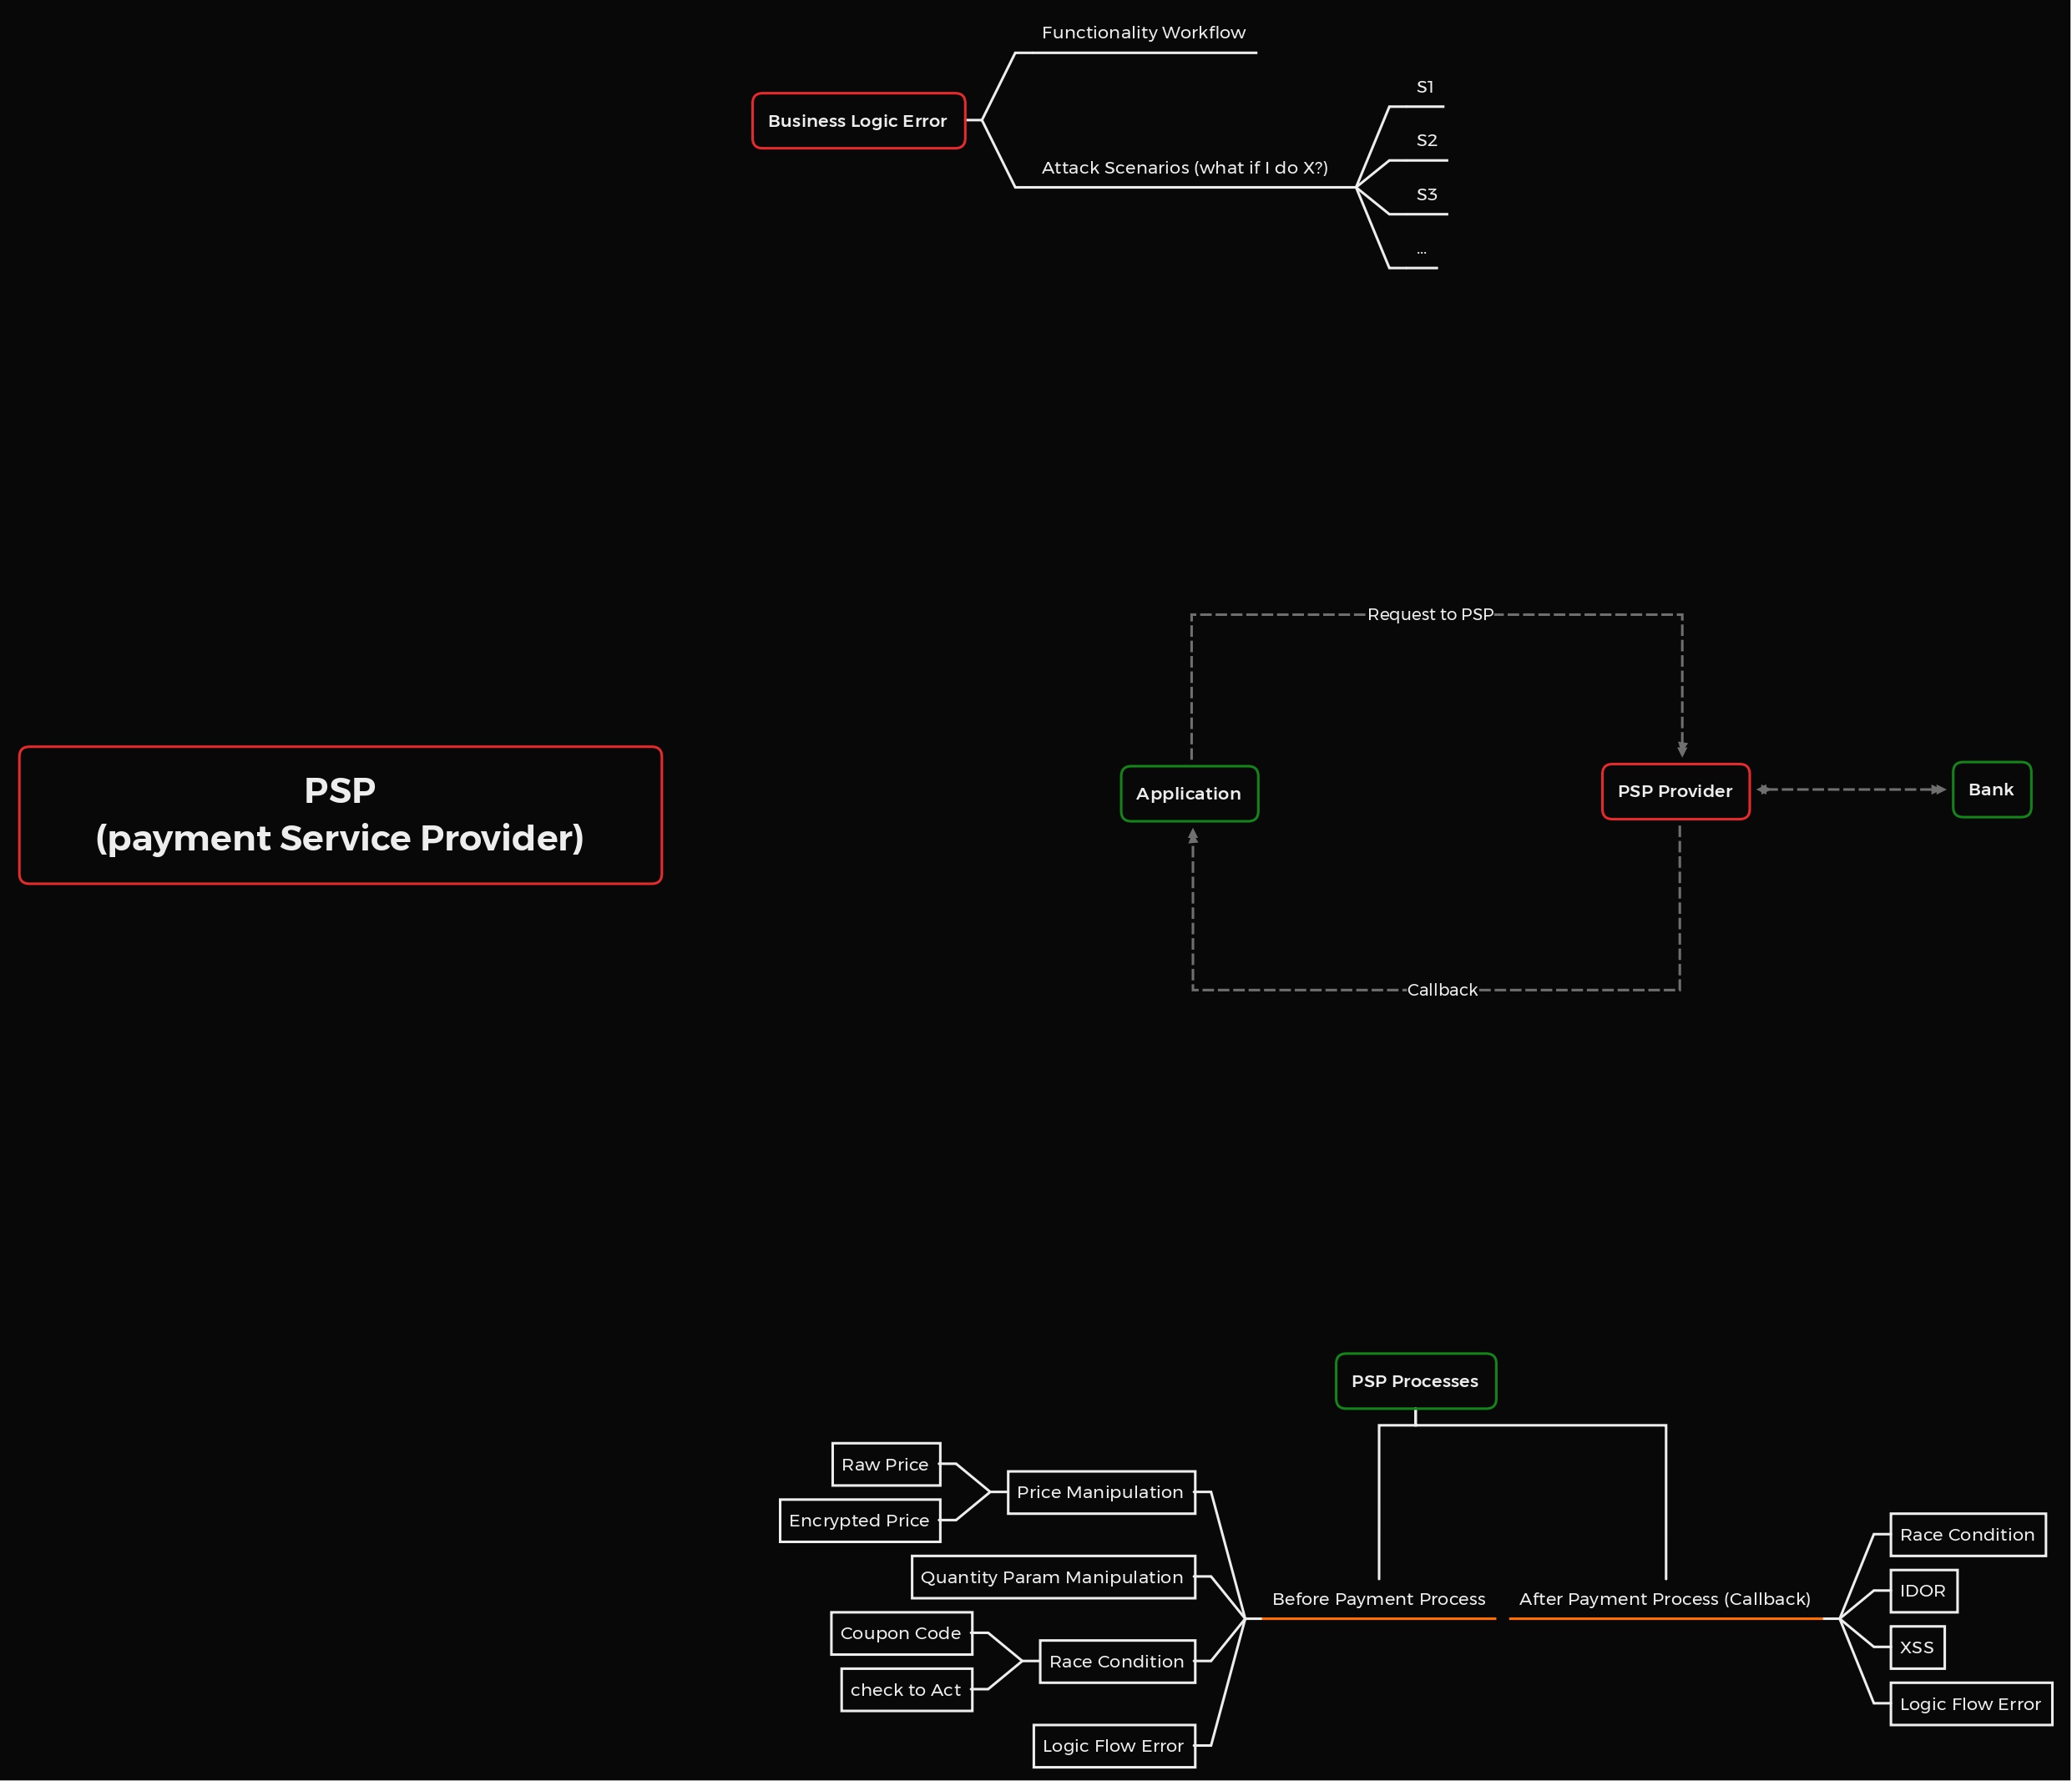 Functionality Workflow
Business Logic Error
Attack Scenarios (what if I do X?)
S1
S2
S3
...
PSP
(payment Service Provider)
Request to PSP
Application
PSP Provider
Bank
Callback
PSP Processes
Before Payment Process
Price Manipulation
Raw Price
Encrypted Price
Quantity Param Manipulation
Race Condition
Coupon Code
check to Act
Logic Flow Error
After Payment Process (Callback)
Race Condition
IDOR
XSS
Logic Flow Error